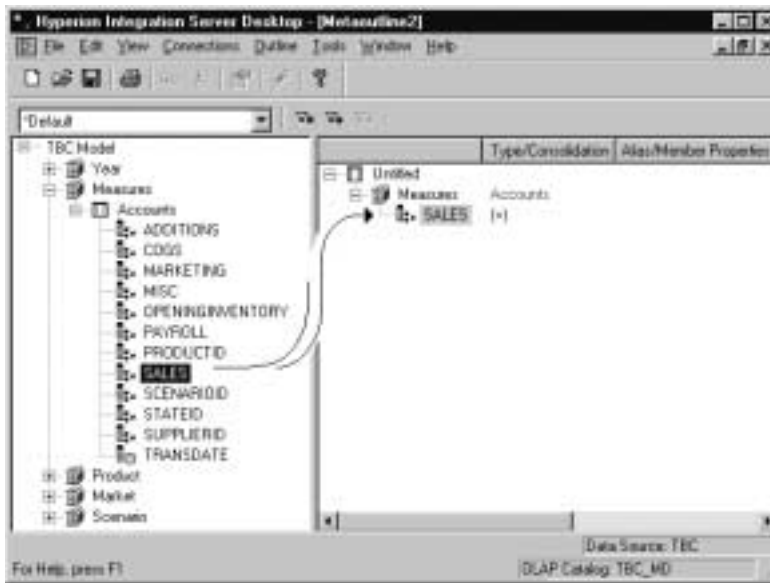 Hyperion Integration Server Desktop - [Metaoutline2]
File Edit View Connections Outline Tools Window Help
*Default
TBC Model
Year
Measures
Accounts
ADDITIONS
COGS
MARKETING
MISC
OPENINGINVENTORY
PAYROLL
PRODUCTID
SALES
SCENARIOID
STATEID
SUPPLIERID
TRANSDATE
Product
Market
Scenario
Type/Consolidation Alias/Member Properties
Untitled
Measures Accounts
SALES (+)
Data Source: TBC
For Help, press F1 OLAP Catalog: TBC_MD